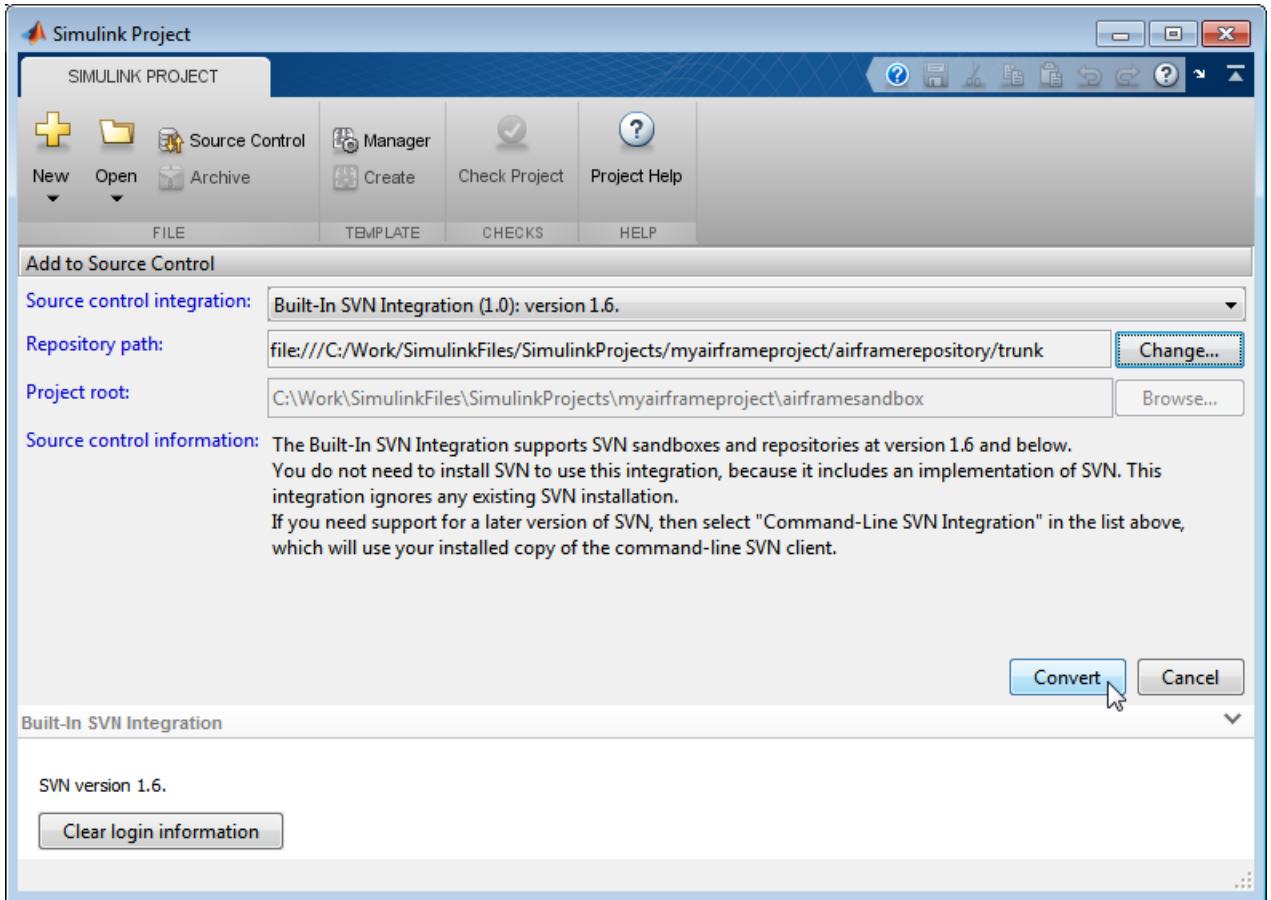 Simulink Project
SIMULINK PROJECT
New
Open
Source Control
Archive
Manager
Create
Check Project
Project Help
FILE
TEMPLATE
CHECKS
HELP
Add to Source Control
Source control integration: Built-In SVN Integration (1.0): version 1.6.
Repository path: file:///C:/Work/SimulinkFiles/SimulinkProjects/myairframeproject/airframerepository/trunk Change...
Project root: C:\Work\SimulinkFiles\SimulinkProjects\myairframeproject\airframesandbox Browse...
Source control information: The Built-In SVN Integration supports SVN sandboxes and repositories at version 1.6 and below.
You do not need to install SVN to use this integration, because it includes an implementation of SVN. This
integration ignores any existing SVN installation.
If you need support for a later version of SVN, then select "Command-Line SVN Integration" in the list above,
which will use your installed copy of the command-line SVN client.
Convert Cancel
Built-In SVN Integration
SVN version 1.6.
Clear login information